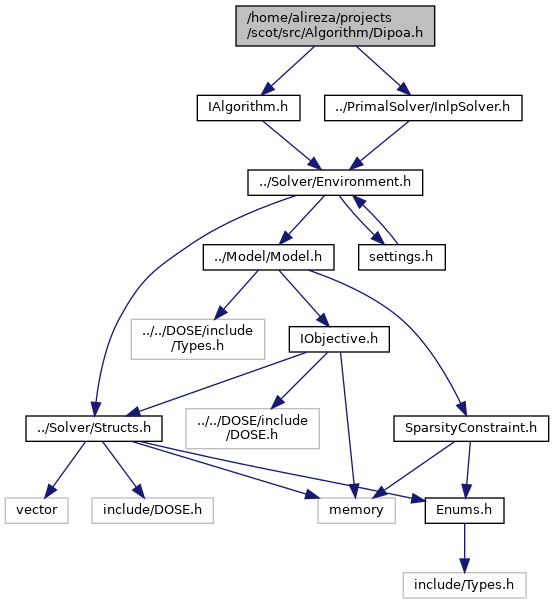 /home/alireza/projects
/scot/src/Algorithm/Dipoa.h
IAlgorithm.h
../PrimalSolver/InlpSolver.h
../Solver/Environment.h
../Model/Model.h
settings.h
../../DOSE/include
/Types.h
IObjective.h
../Solver/Structs.h
../../DOSE/include
/DOSE.h
SparsityConstraint.h
vector
include/DOSE.h
memory
Enums.h
include/Types.h